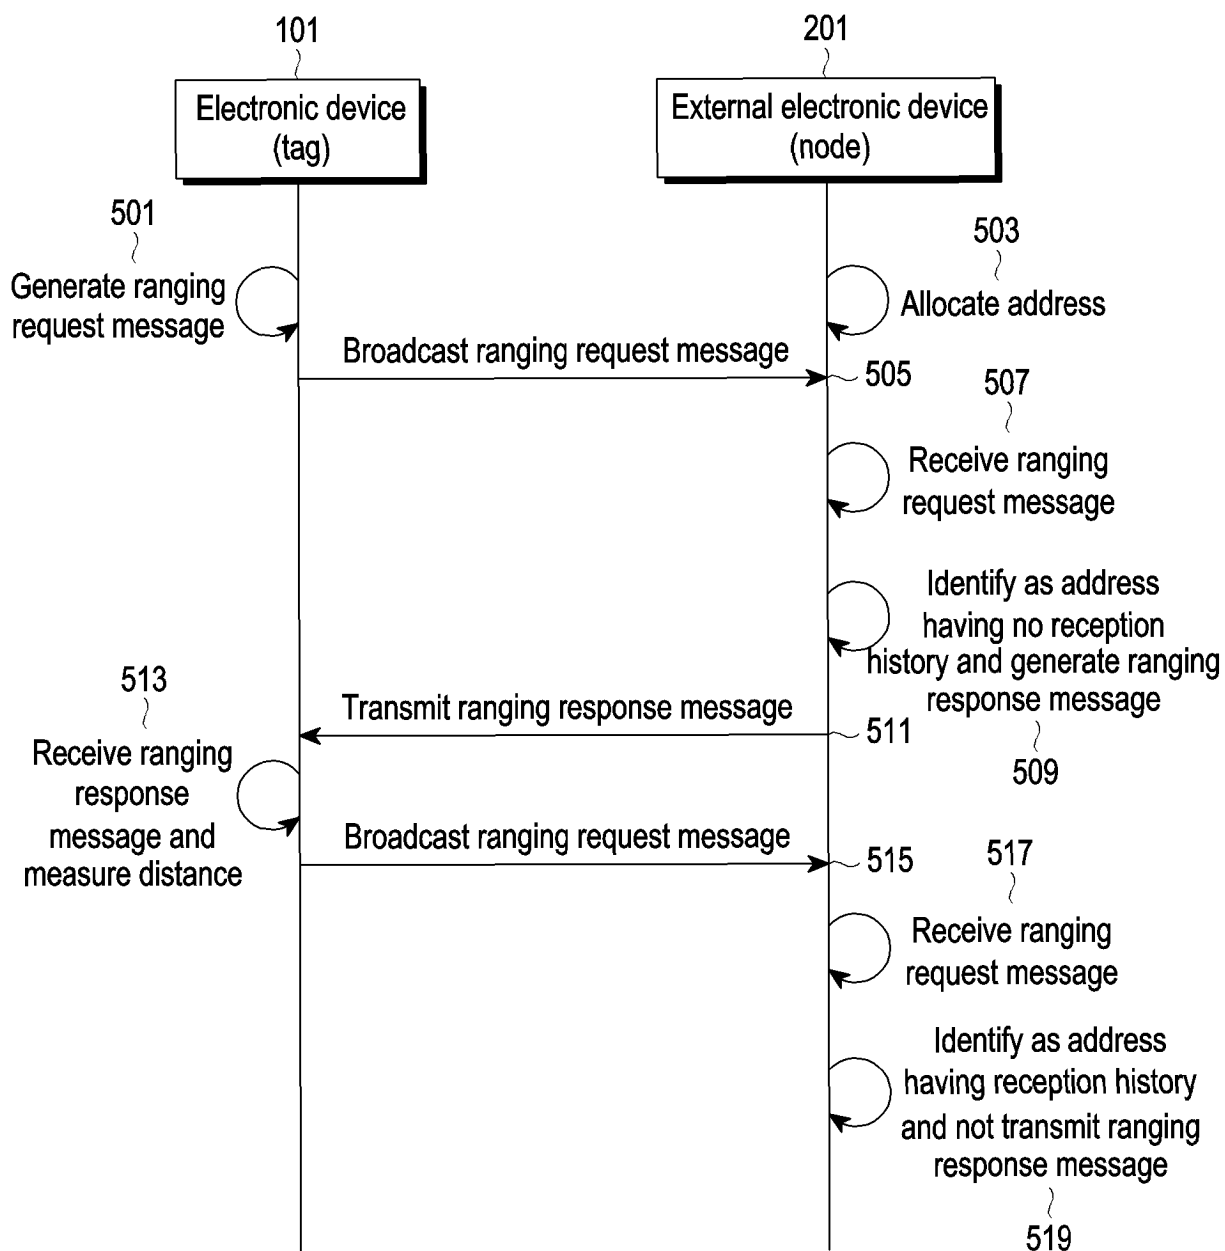 101
201
Electronic device
(tag)
External electronic device
(node)
501
Generate ranging
request message
503
Allocate address
Broadcast ranging request message
505
507
Receive ranging
request message
Identify as address
having no reception
history and generate ranging
response message
509
Transmit ranging response message
511
513
Receive ranging
response
message and
measure distance
Broadcast ranging request message
515
517
Receive ranging
request message
Identify as address
having reception history
and not transmit ranging
response message
519